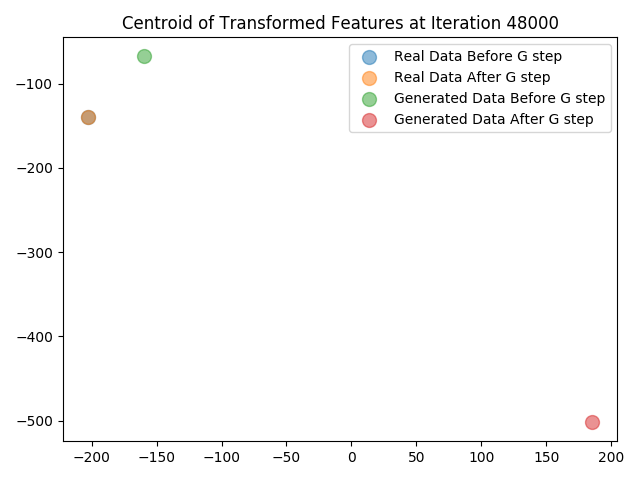 Centroid of Transformed Features at Iteration 48000
Real Data Before G step
Real Data After G step
Generated Data Before G step
Generated Data After G step
−100
−200
−300
−400
−500
−200
−150
−100
−50
0
50
100
150
200